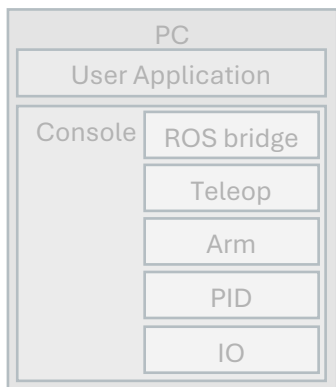 PC
User Application
Console
ROS bridge
Teleop
Arm
PID
IO